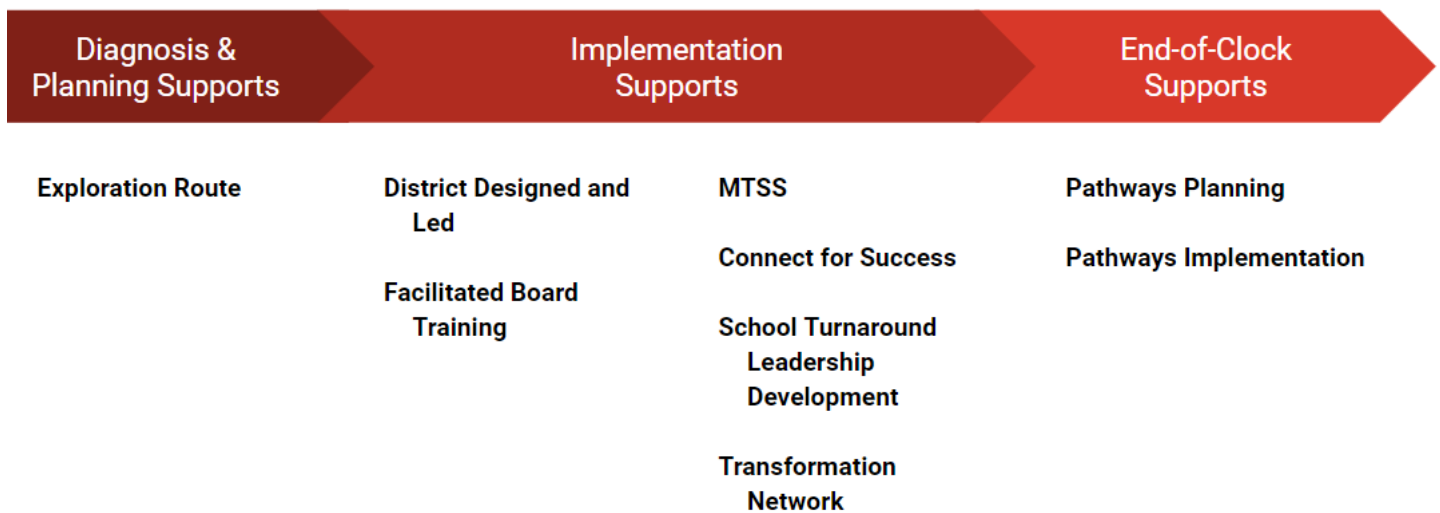 Diagnosis &
Planning Supports
Implementation
Supports
End-of-Clock
Supports
Exploration Route
District Designed and
Led
Facilitated Board
Training
MTSS
Connect for Success
School Turnaround
Leadership
Development
Transformation
Network
Pathways Planning
Pathways Implementation